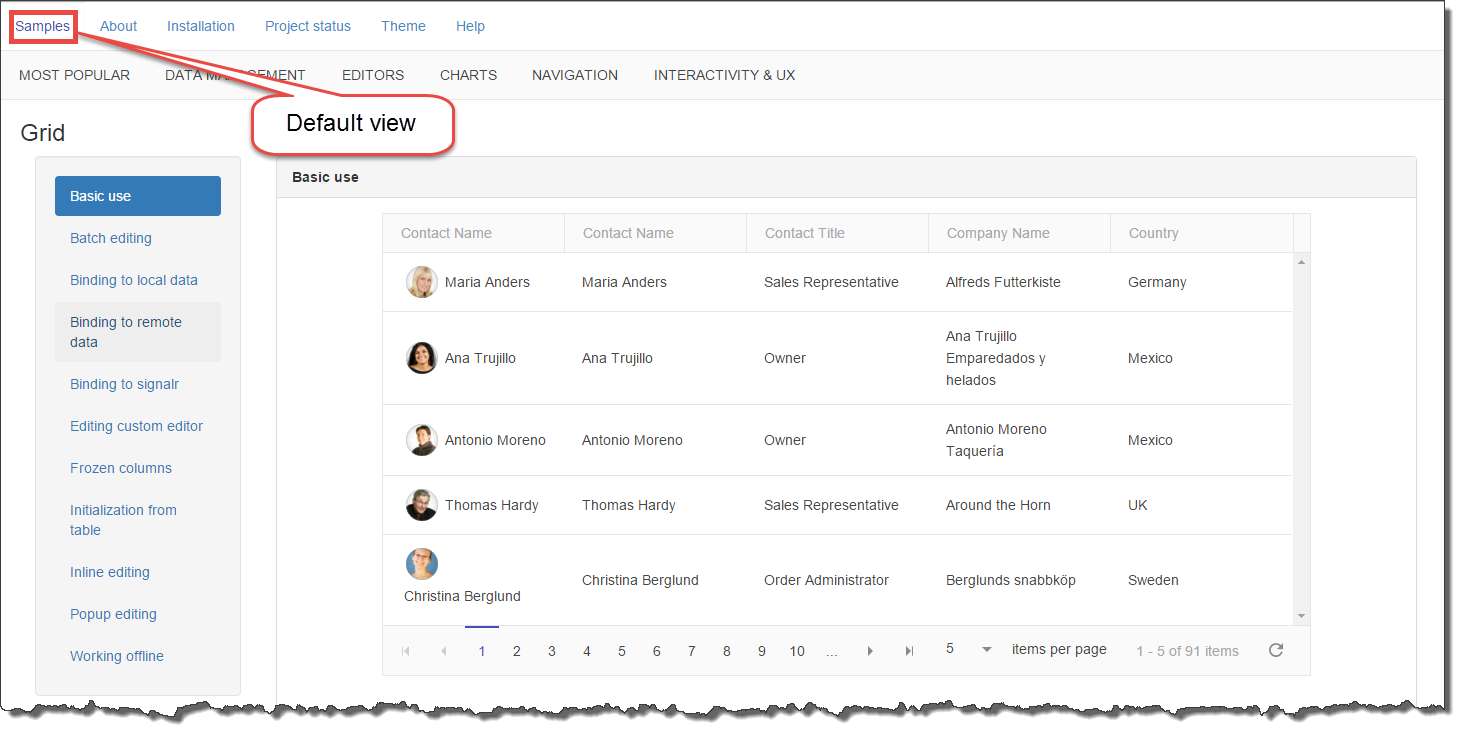 Samples About Installation Project status Theme Help
MOST POPULAR DATA MANAGEMENT EDITORS CHARTS NAVIGATION INTERACTIVITY & UX
Default view
Grid
Basic use
Batch editing
Binding to local data
Binding to remote
data
Binding to signalr
Editing custom editor
Frozen columns
Initialization from
table
Inline editing
Popup editing
Working offline
Basic use
Contact Name Contact Name Contact Title Company Name Country
Maria Anders Maria Anders Sales Representative Alfreds Futterkiste Germany
Ana Trujillo Ana Trujillo Owner Ana Trujillo
Emparedados y
helados
Mexico
Antonio Moreno Antonio Moreno Owner Antonio Moreno
Taquería
Mexico
Thomas Hardy Thomas Hardy Sales Representative Around the Horn UK
Christina Berglund Christina Berglund Order Administrator Berglunds snabbköp Sweden
1 2 3 4 5 6 7 8 9 10 ... 5 items per page 1 - 5 of 91 items